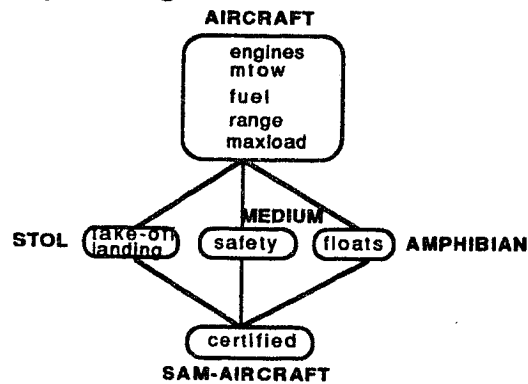 AIRCRAFT
engines
mtow
fuel
range
maxload
MEDIUM
STOL
take-off
landing
safety
floats
AMPHIBIAN
certified
SAM-AIRCRAFT